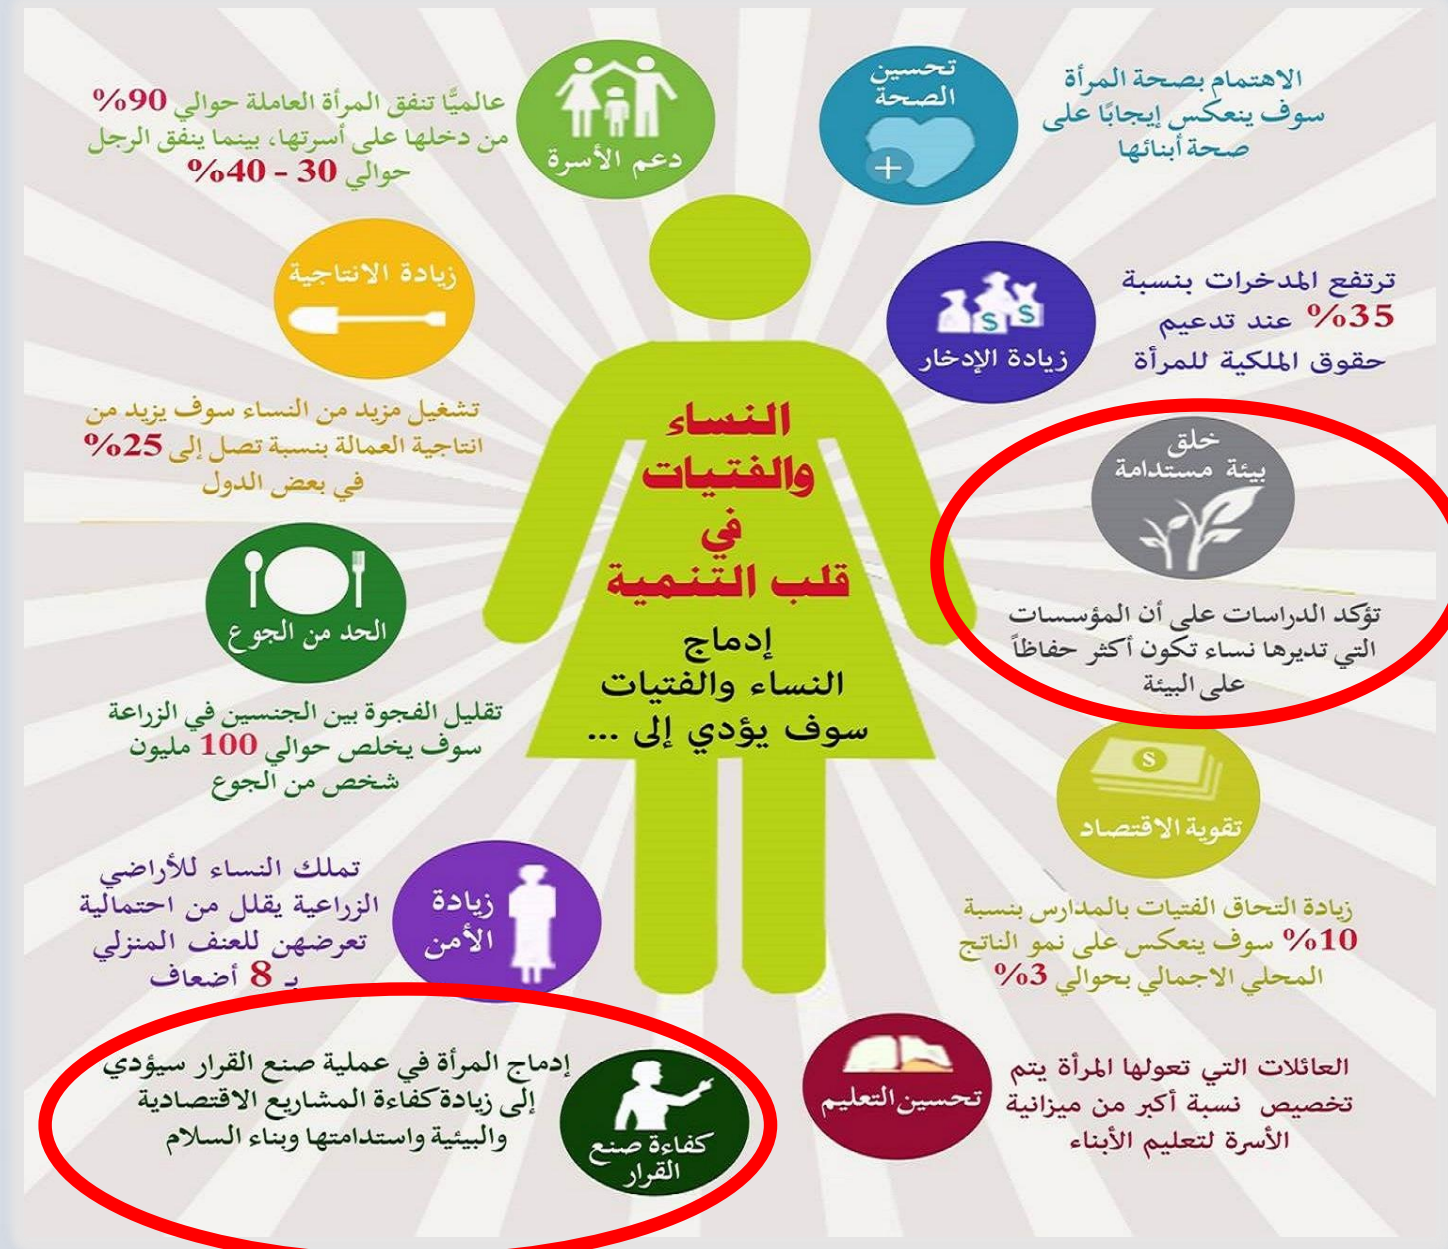 النساء
والفتيات
في
قلب التنمية
إدماج
النساء والفتيات
سوف يؤدي إلى ...
تحسين
الصحة
الاهتمام بصحة المرأة
سوف ينعكس إيجابًا على
صحة أبنائها
زيادة الإدخار
ترتفع المدخرات بنسبة
35% عند تدعيم
حقوق الملكية للمرأة
خلق
بيئة مستدامة
تؤكد الدراسات على أن المؤسسات
التي تديرها نساء تكون أكثر حفاظاً
على البيئة
$
تقوية الاقتصاد
زيادة التحاق الفتيات بالمدارس بنسبة
10% سوف ينعكس على نمو الناتج
المحلي الاجمالي بحوالي 3%
تحسين التعليم
العائلات التي تعولها المرأة يتم
تخصيص نسبة أكبر من ميزانية
الأسرة لتعليم الأبناء
دعم الأسرة
عالميًّا تنفق المرأة العاملة حوالي 90%
من دخلها على أسرتها، بينما ينفق الرجل
حوالي 30 - 40%
زيادة الانتاجية
تشغيل مزيد من النساء سوف يزيد من
انتاجية العمالة بنسبة تصل إلى 25%
في بعض الدول
الحد من الجوع
تقليل الفجوة بين الجنسين في الزراعة
سوف يخلص حوالي 100 مليون
شخص من الجوع
زيادة
الأمن
تملك النساء للأراضي
الزراعية يقلل من احتمالية
تعرضهن للعنف المنزلي
بـ 8 أضعاف
كفاءة صنع
القرار
إدماج المرأة في عملية صنع القرار سيؤدي
إلى زيادة كفاءة المشاريع الاقتصادية
والبيئية واستدامتها وبناء السلام